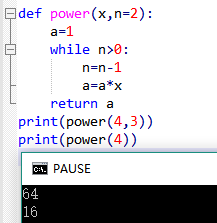 def power(x,n=2):
    a=1
    while n>0:
        n=n-1
        a=a*x
    return a
print(power(4,3))
print(power(4))
C:\. PAUSE
64
16